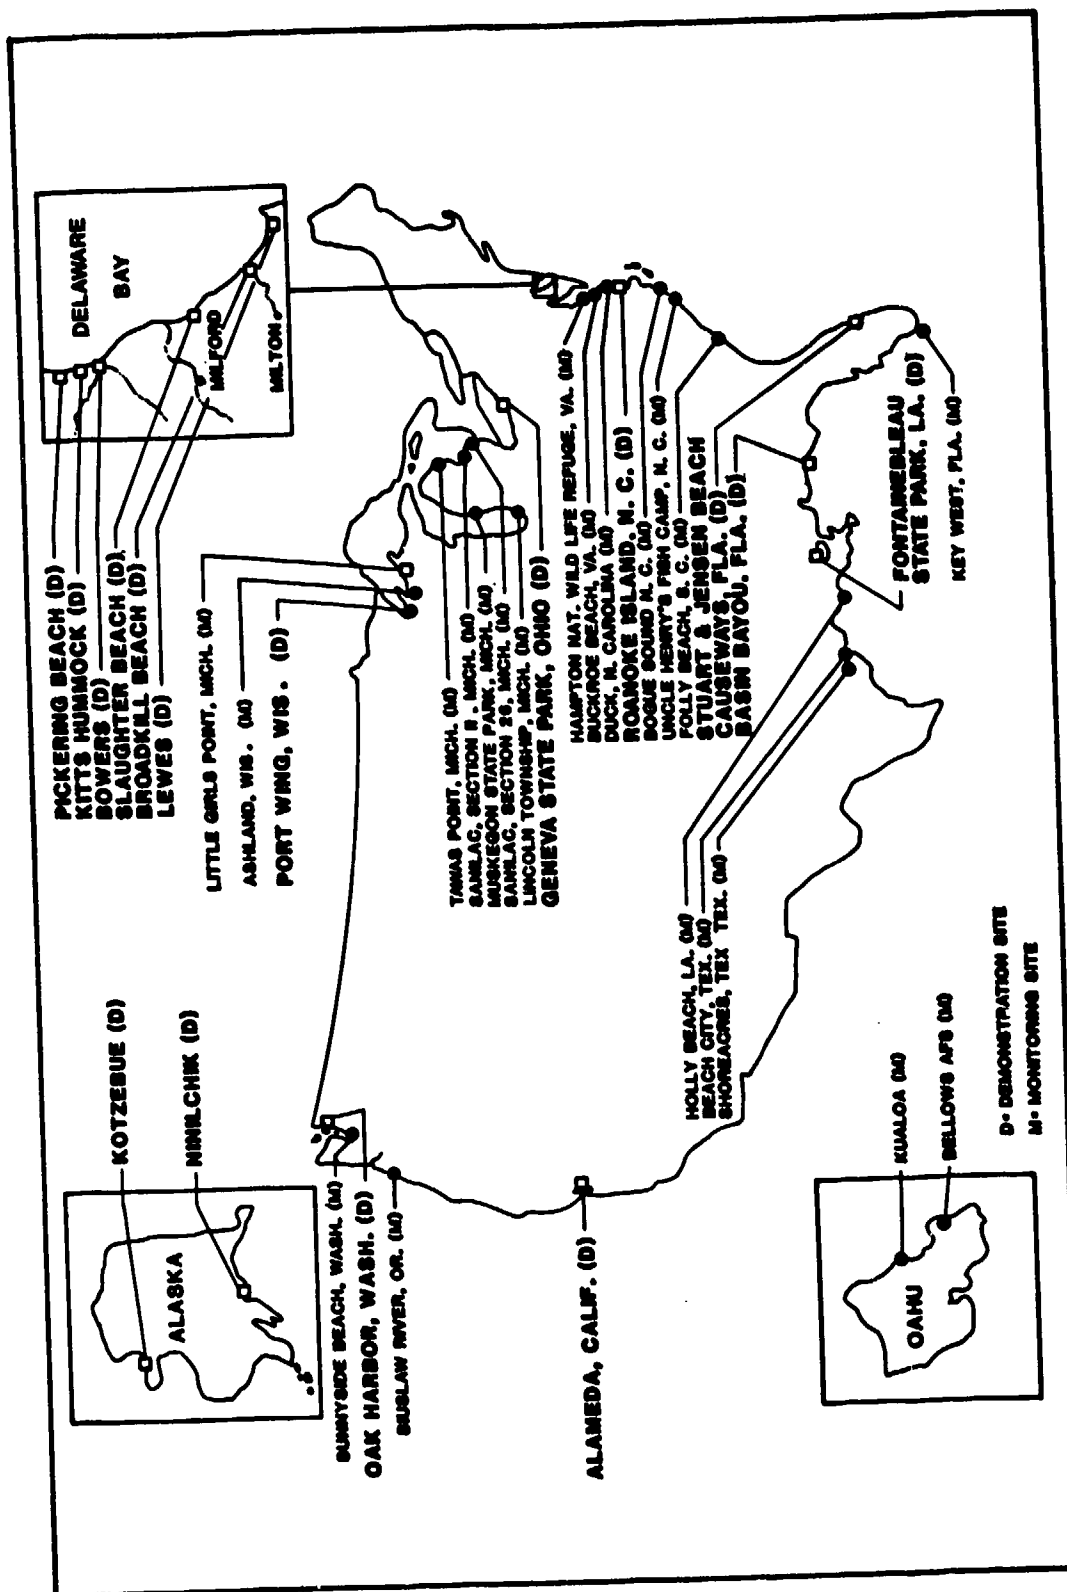 KOTZEBUE (D)
NINILCHIK (D)
ALASKA
SUNNYSIDE BEACH, WASH. (M)
OAK HARBOR, WASH. (D)
SIUSLAW RIVER, OR. (M)
ALAMEDA, CALIF. (D)
PICKERING BEACH (D)
KITTS HUMMOCK (D)
BOWERS (D)
SLAUGHTER BEACH (D)
BROADKILL BEACH (D)
LEWES (D)
DELAWARE
BAY
MILFORD
MILTON
LITTLE GIRLS POINT, MICH. (M)
ASHLAND, WIS. (M)
PORT WING, WIS. (D)
TAWAS POINT, MICH. (M)
SANILAC, SECTION 11, MICH. (M)
MUSKEGON STATE PARK, MICH. (M)
SANILAC, SECTION 26, MICH. (M)
LINCOLN TOWNSHIP, MICH. (M)
GENEVA STATE PARK, OHIO (D)
HAMPTON NAT. WILD LIFE REFUGE, VA. (M)
BUCKROE BEACH, VA. (M)
DUCK, N. CAROLINA (M)
ROANOKE ISLAND, N. C. (D)
BOGUE SOUND N. C. (M)
UNCLE HENRY'S FISH CAMP, N. C. (M)
FOLLY BEACH, S. C. (M)
STUART & JENSEN BEACH
CAUSEWAYS, FLA. (D)
BASIN BAYOU, FLA. (D)
FONTAINEBLEAU
STATE PARK, LA. (D)
KEY WEST, FLA. (M)
HOLLY BEACH, LA. (M)
BEACH CITY, TEX. (M)
SHOREACRES, TEX TEX. (M)
KUALOA (M)
BELLOWS AFS (M)
OAHU
D= DEMONSTRATION SITE
M= MONITORING SITE